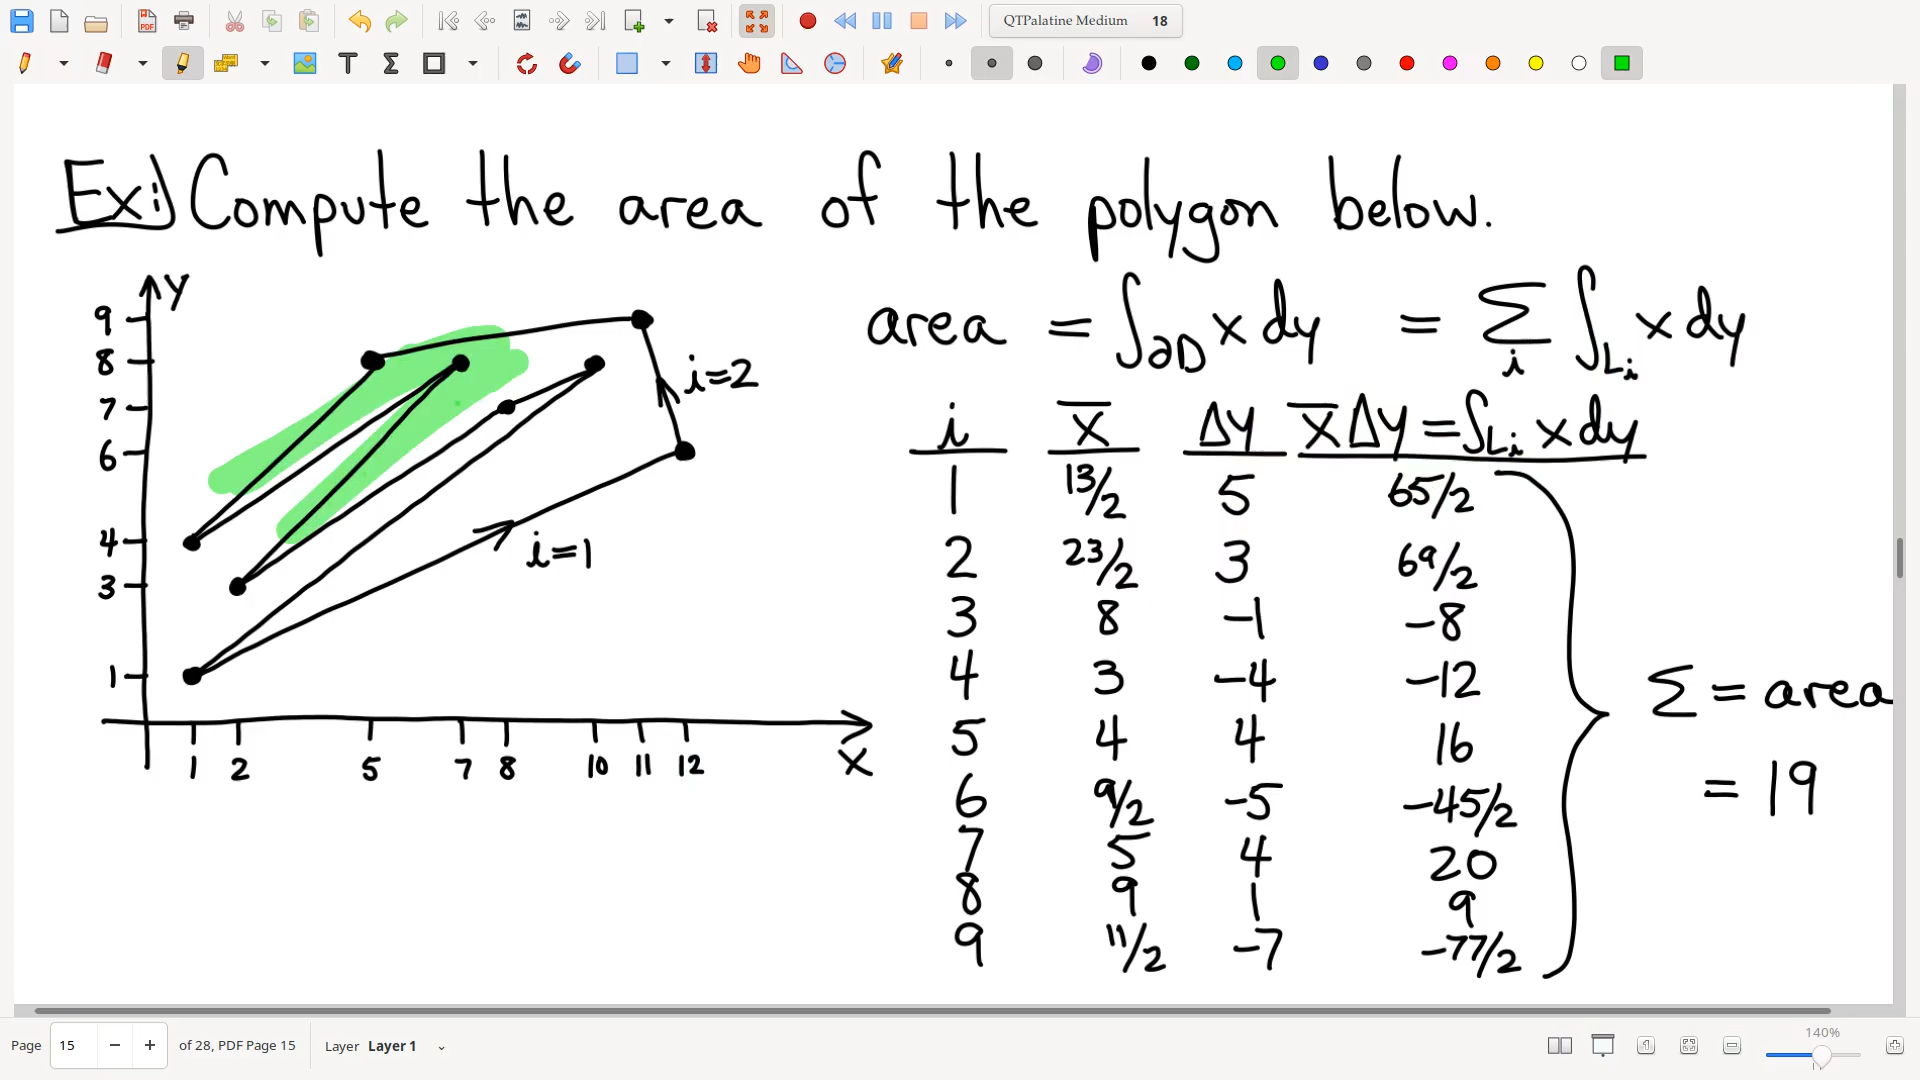 QTPalatine Medium 18
Ex:) Compute the area of the polygon below.
y
9
8
7
6
4
3
1
1 2 5 7 8 10 11 12 x
i=2
i=1
area = ∫∂D x dy = Σi ∫Li x dy
i x̄ Δy x̄Δy = ∫Li x dy
1 13/2 5 65/2
2 23/2 3 69/2
3 8 -1 -8
4 3 -4 -12
5 4 4 16
6 9/2 -5 -45/2
7 5 4 20
8 9 1 9
9 11/2 -7 -77/2
Σ = area
= 19
Page 15 of 28, PDF Page 15 Layer Layer 1
140%